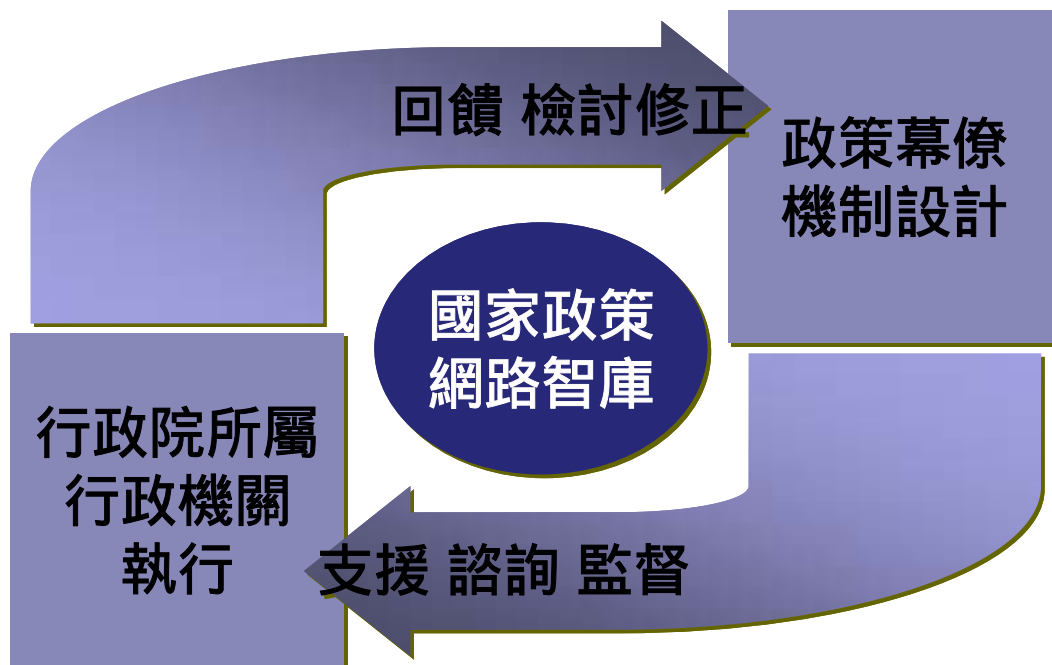 回饋 檢討修正
政策幕僚
機制設計
國家政策
網路智庫
行政院所屬
行政機關
執行
支援 諮詢 監督